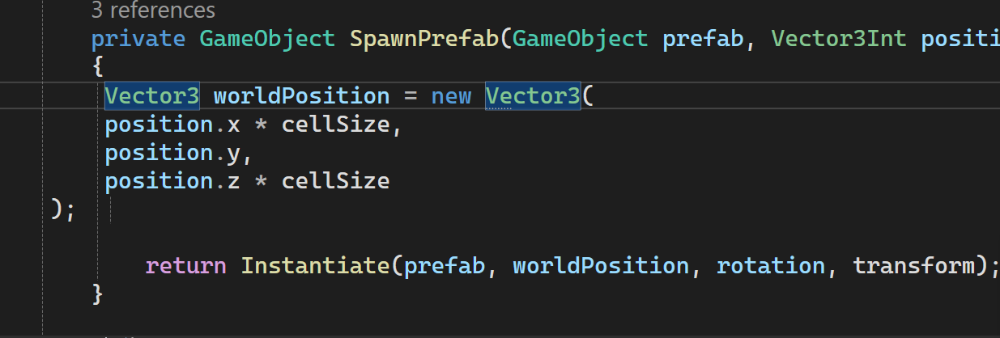 3 references
private GameObject SpawnPrefab(GameObject prefab, Vector3Int positi
{
Vector3 worldPosition = new Vector3(
position.x * cellSize,
position.y,
position.z * cellSize
);
return Instantiate(prefab, worldPosition, rotation, transform);
}